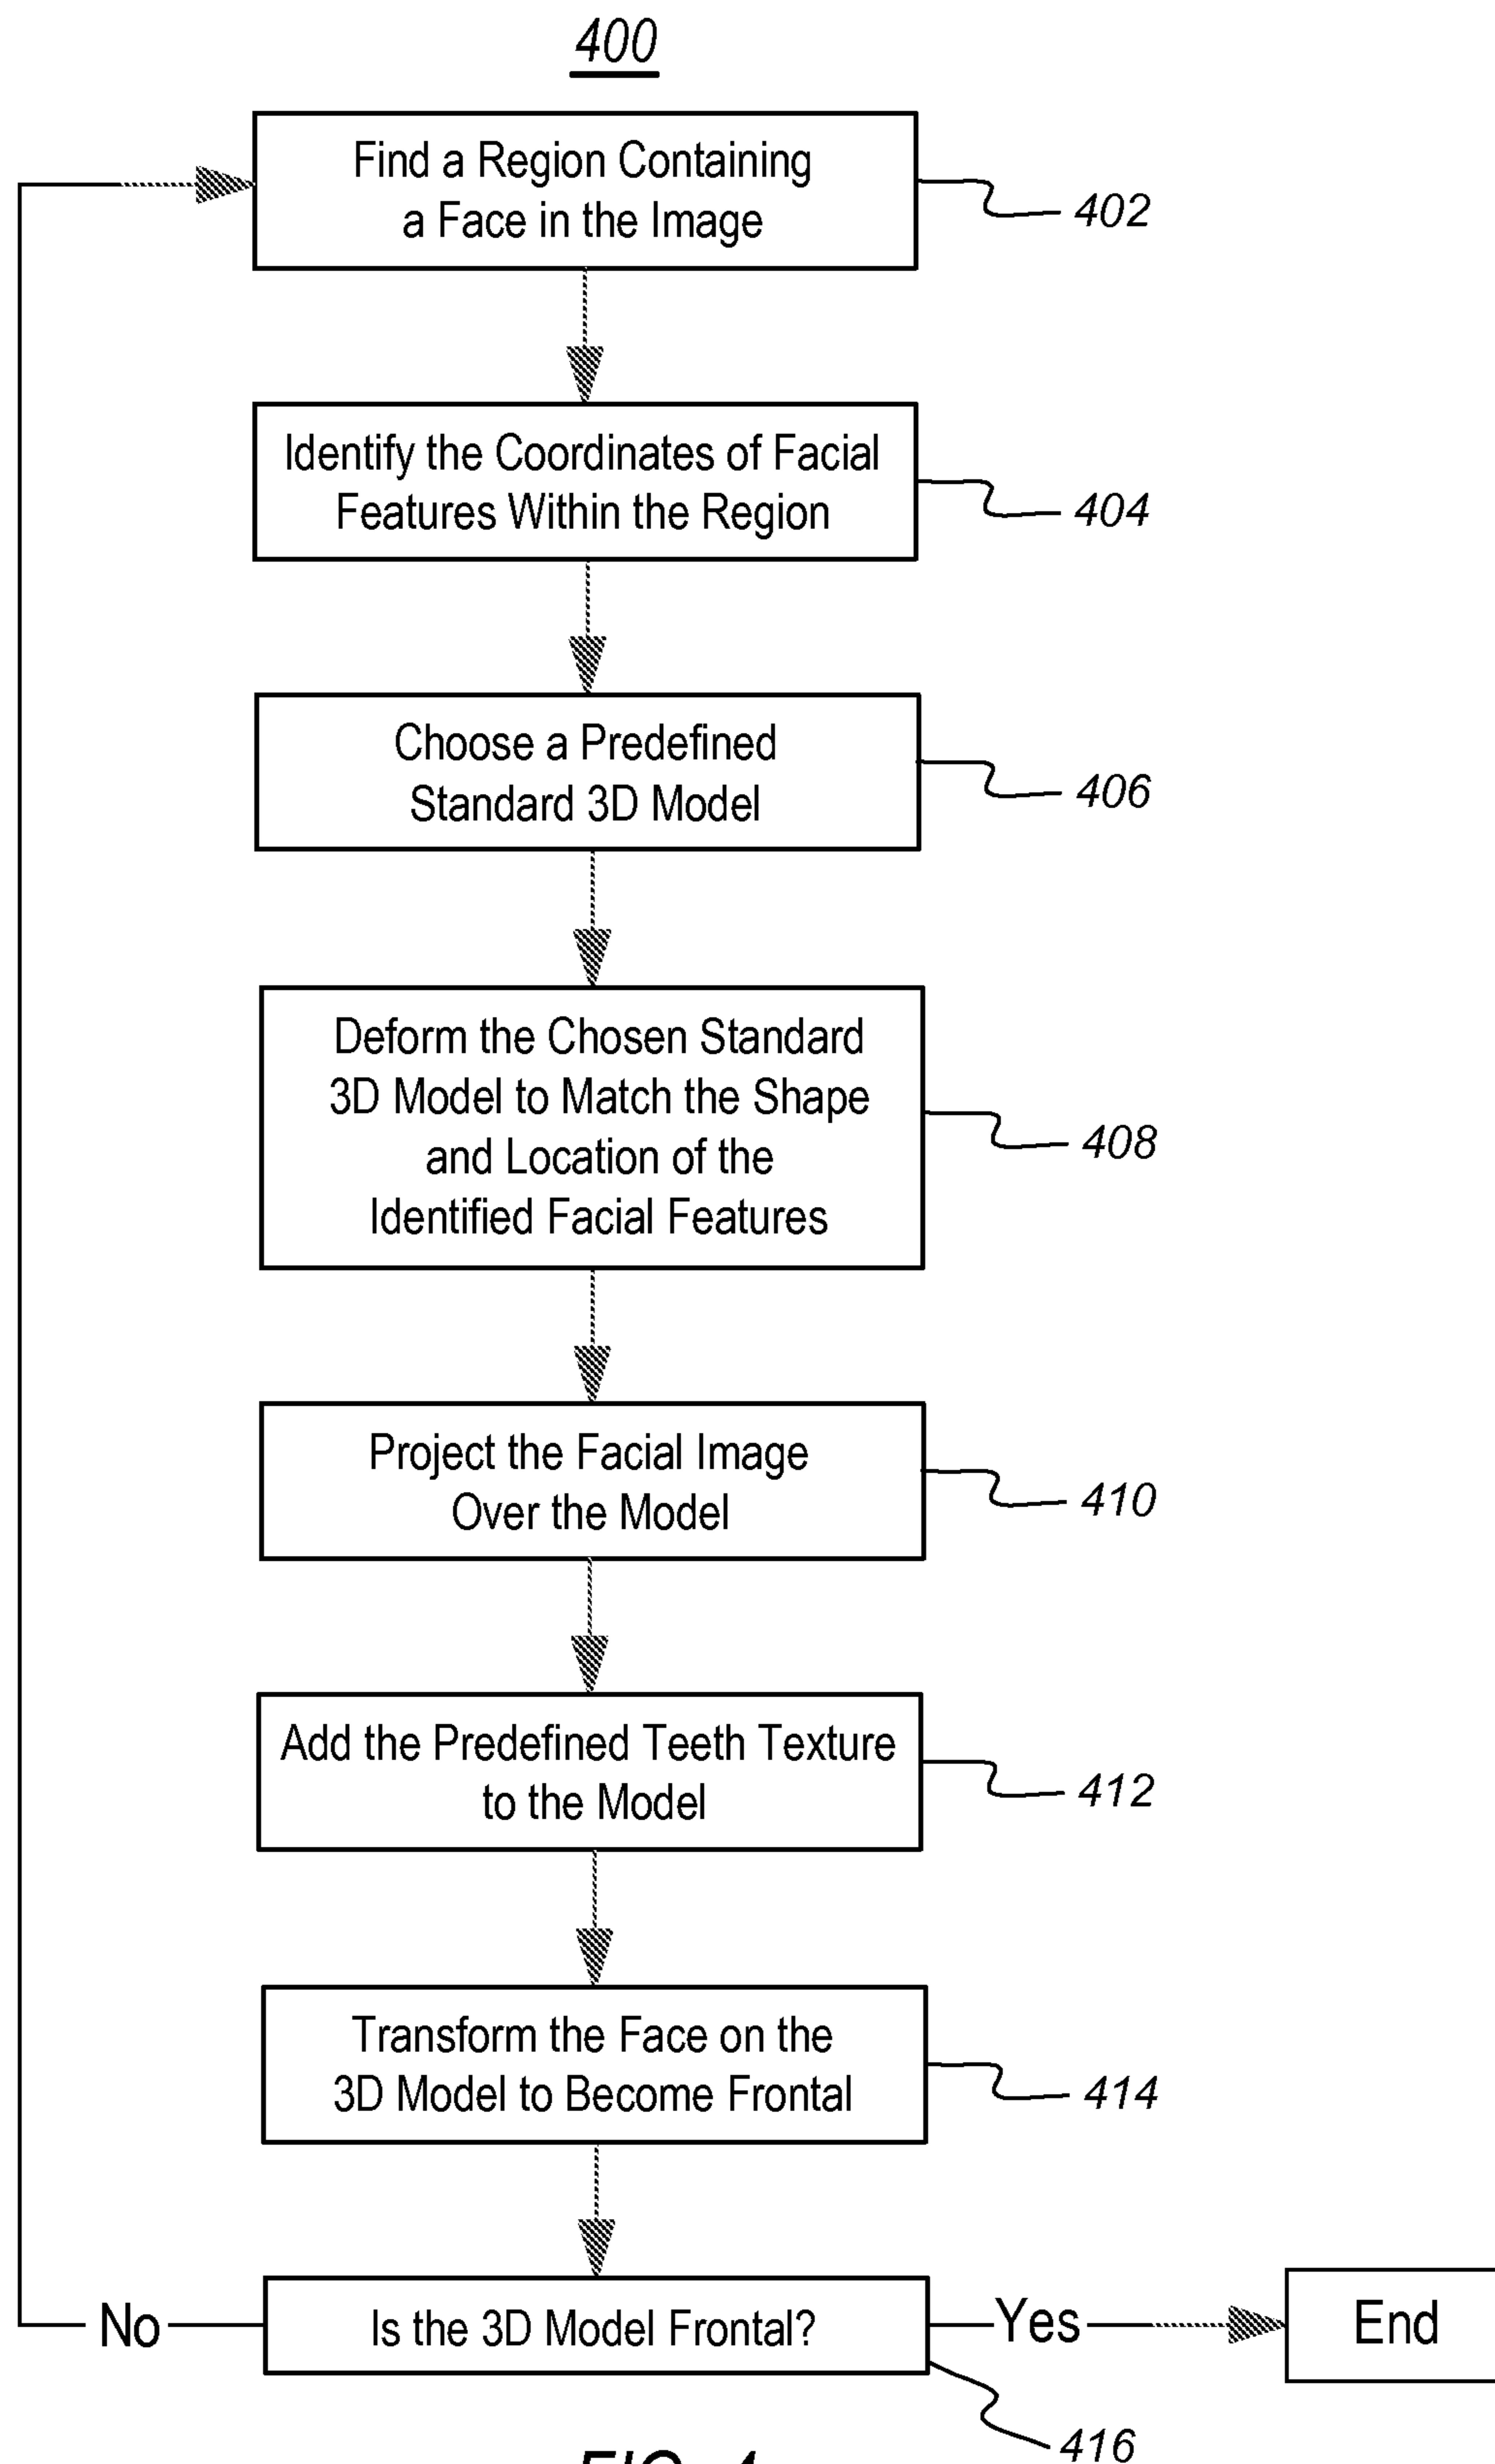 400
Find a Region Containing
a Face in the Image
402
Identify the Coordinates of Facial
Features Within the Region
404
Choose a Predefined
Standard 3D Model
406
Deform the Chosen Standard
3D Model to Match the Shape
and Location of the
Identified Facial Features
408
Project the Facial Image
Over the Model
410
Add the Predefined Teeth Texture
to the Model
412
Transform the Face on the
3D Model to Become Frontal
414
No
Is the 3D Model Frontal?
Yes
End
416